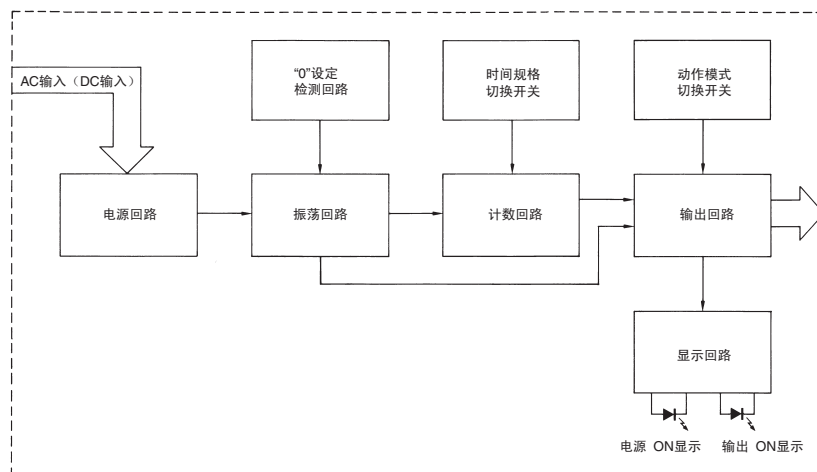 AC输入（DC输入）
“0”设定
检测回路
时间规格
切换开关
动作模式
切换开关
电源回路
振荡回路
计数回路
输出回路
显示回路
电源 ON显示
输出 ON显示